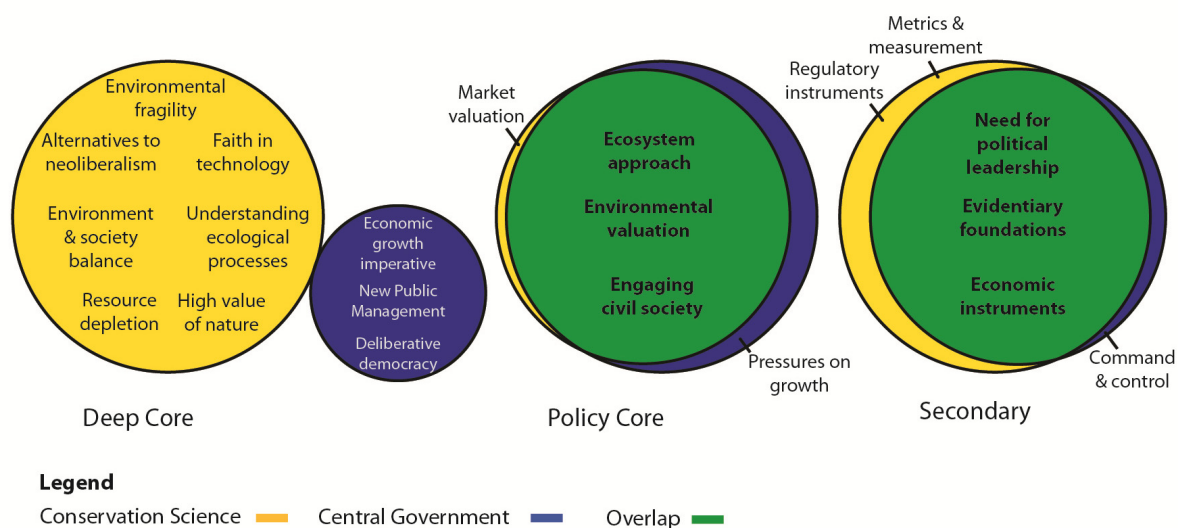 Environmental
fragility
Alternatives to
neoliberalism
Faith in
technology
Environment
& society
balance
Understanding
ecological
processes
Resource
depletion
High value
of nature
Economic
growth
imperative
New Public
Management
Deliberative
democracy
Deep Core
Market
valuation
Ecosystem
approach
Environmental
valuation
Engaging
civil society
Pressures on
growth
Policy Core
Metrics &
measurement
Regulatory
instruments
Need for
political
leadership
Evidentiary
foundations
Economic
instruments
Command
& control
Secondary
Legend
Conservation Science
Central Government
Overlap